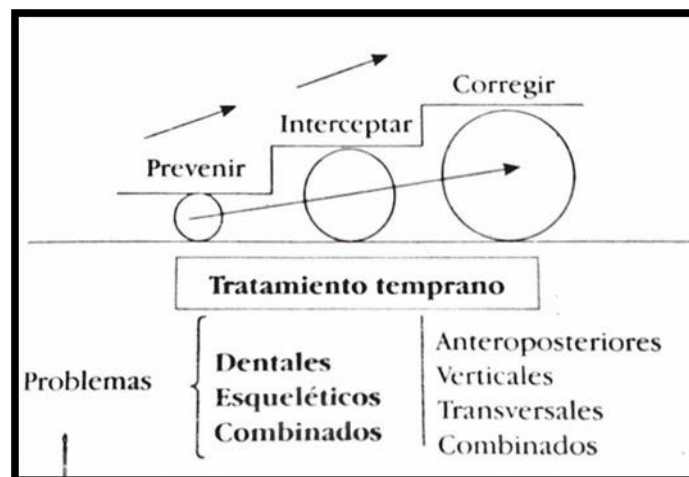 Corregir
Interceptar
Prevenir
Tratamiento temprano
Problemas
Dentales
Esqueléticos
Combinados
Anteroposteriores
Verticales
Transversales
Combinados